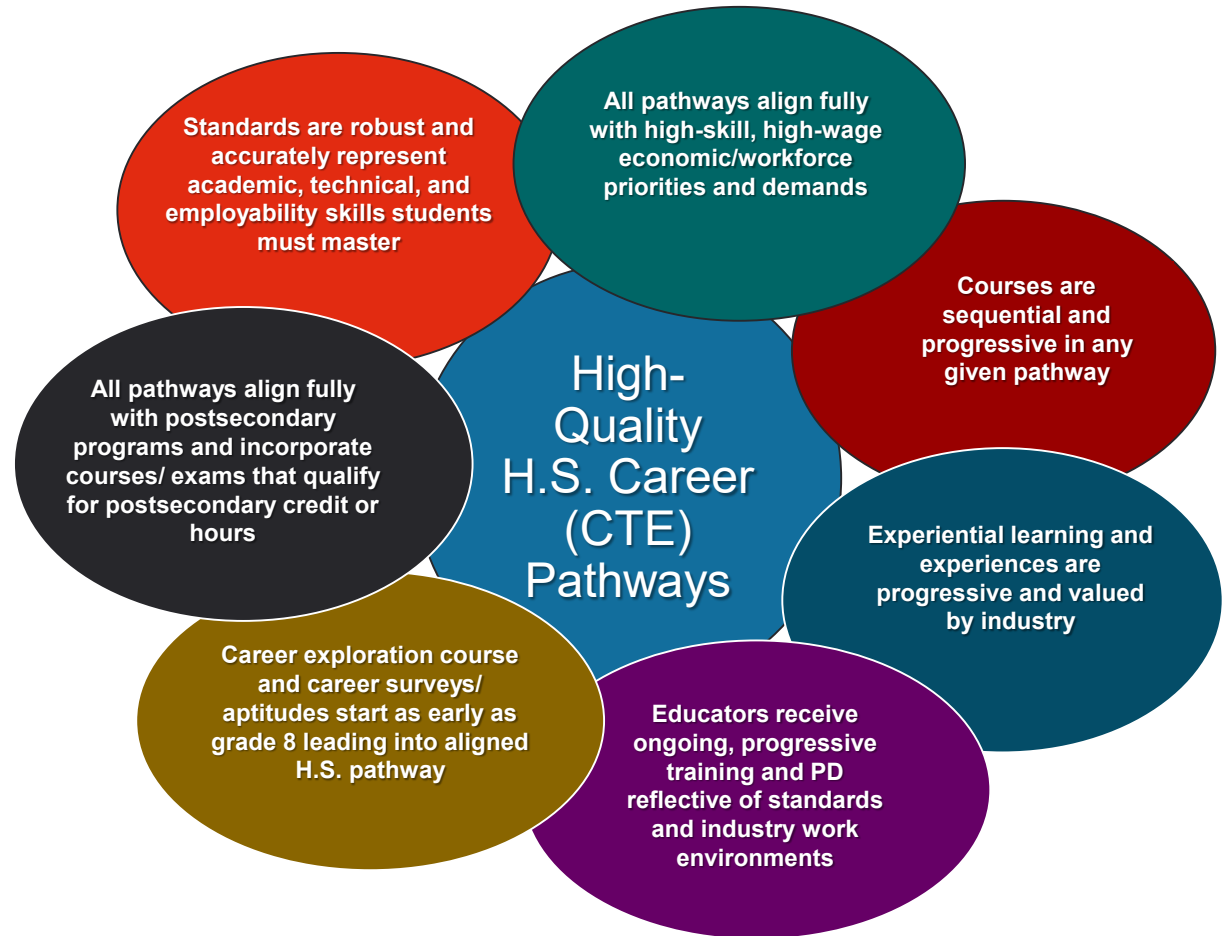 Standards are robust and
accurately represent
academic, technical, and
employability skills students
must master
All pathways align fully
with high-skill, high-wage
economic/workforce
priorities and demands
Courses are
sequential and
progressive in any
given pathway
All pathways align fully
with postsecondary
programs and incorporate
courses/ exams that qualify
for postsecondary credit or
hours
High-
Quality
H.S. Career
(CTE)
Pathways
Experiential learning and
experiences are
progressive and valued
by industry
Career exploration course
and career surveys/
aptitudes start as early as
grade 8 leading into aligned
H.S. pathway
Educators receive
ongoing, progressive
training and PD
reflective of standards
and industry work
environments